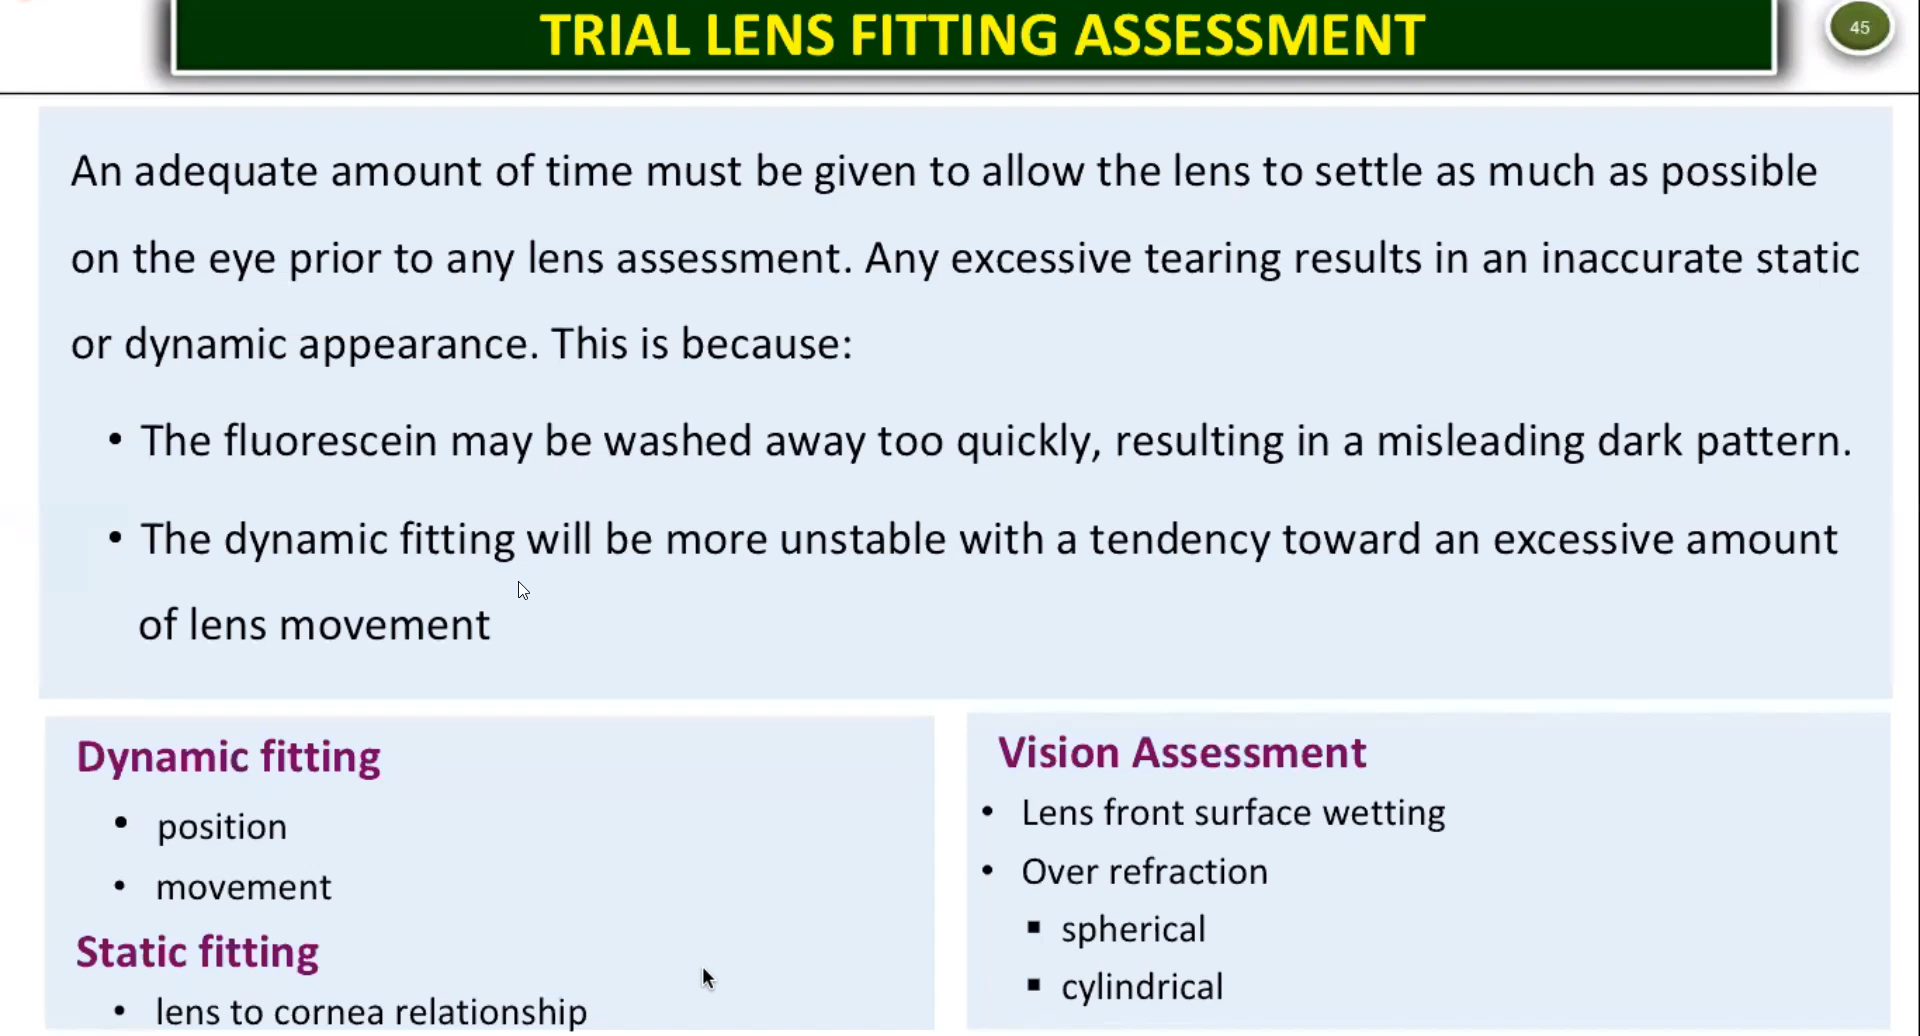 TRIAL LENS FITTING ASSESSMENT
45
An adequate amount of time must be given to allow the lens to settle as much as possible
on the eye prior to any lens assessment. Any excessive tearing results in an inaccurate static
or dynamic appearance. This is because:
• The fluorescein may be washed away too quickly, resulting in a misleading dark pattern.
• The dynamic fitting will be more unstable with a tendency toward an excessive amount
of lens movement
Dynamic fitting
• position
• movement
Static fitting
• lens to cornea relationship
Vision Assessment
• Lens front surface wetting
• Over refraction
▪ spherical
▪ cylindrical